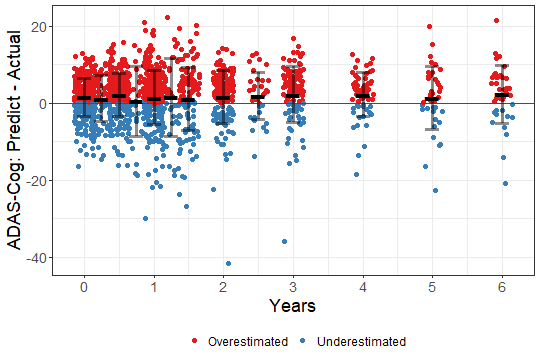 ADAS-Cog: Predict - Actual
20
0
-20
-40
0 1 2 3 4 5 6
Years
Overestimated Underestimated